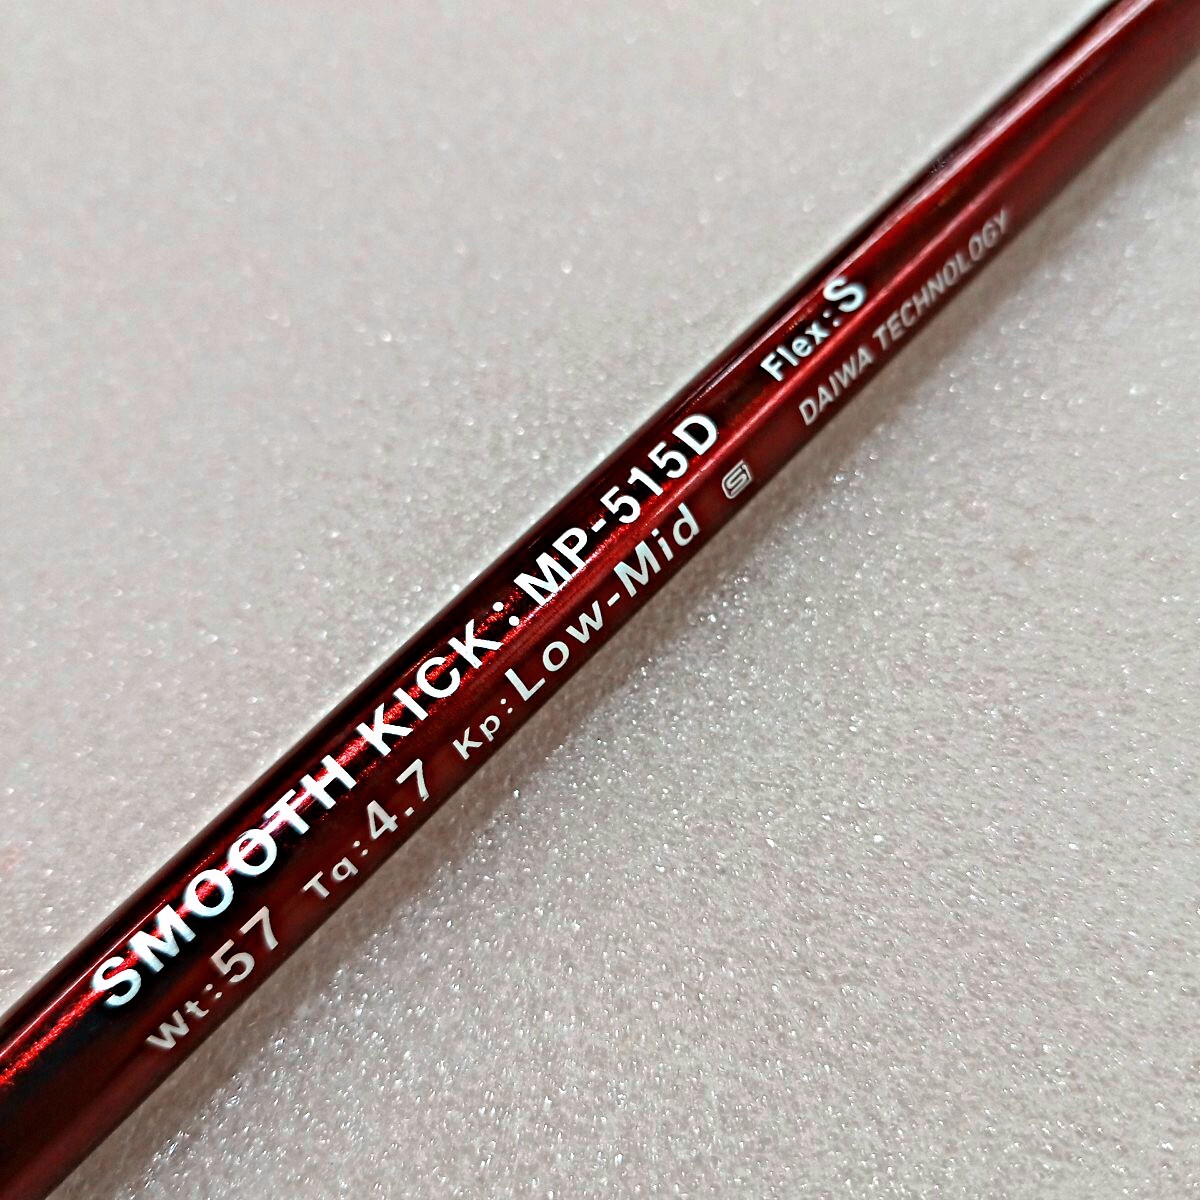 SMOOTH KICK: MP-515D Flex: S
Wt: 57 Tq: 4.7 Kp: Low-Mid S DAIWA TECHNOLOGY